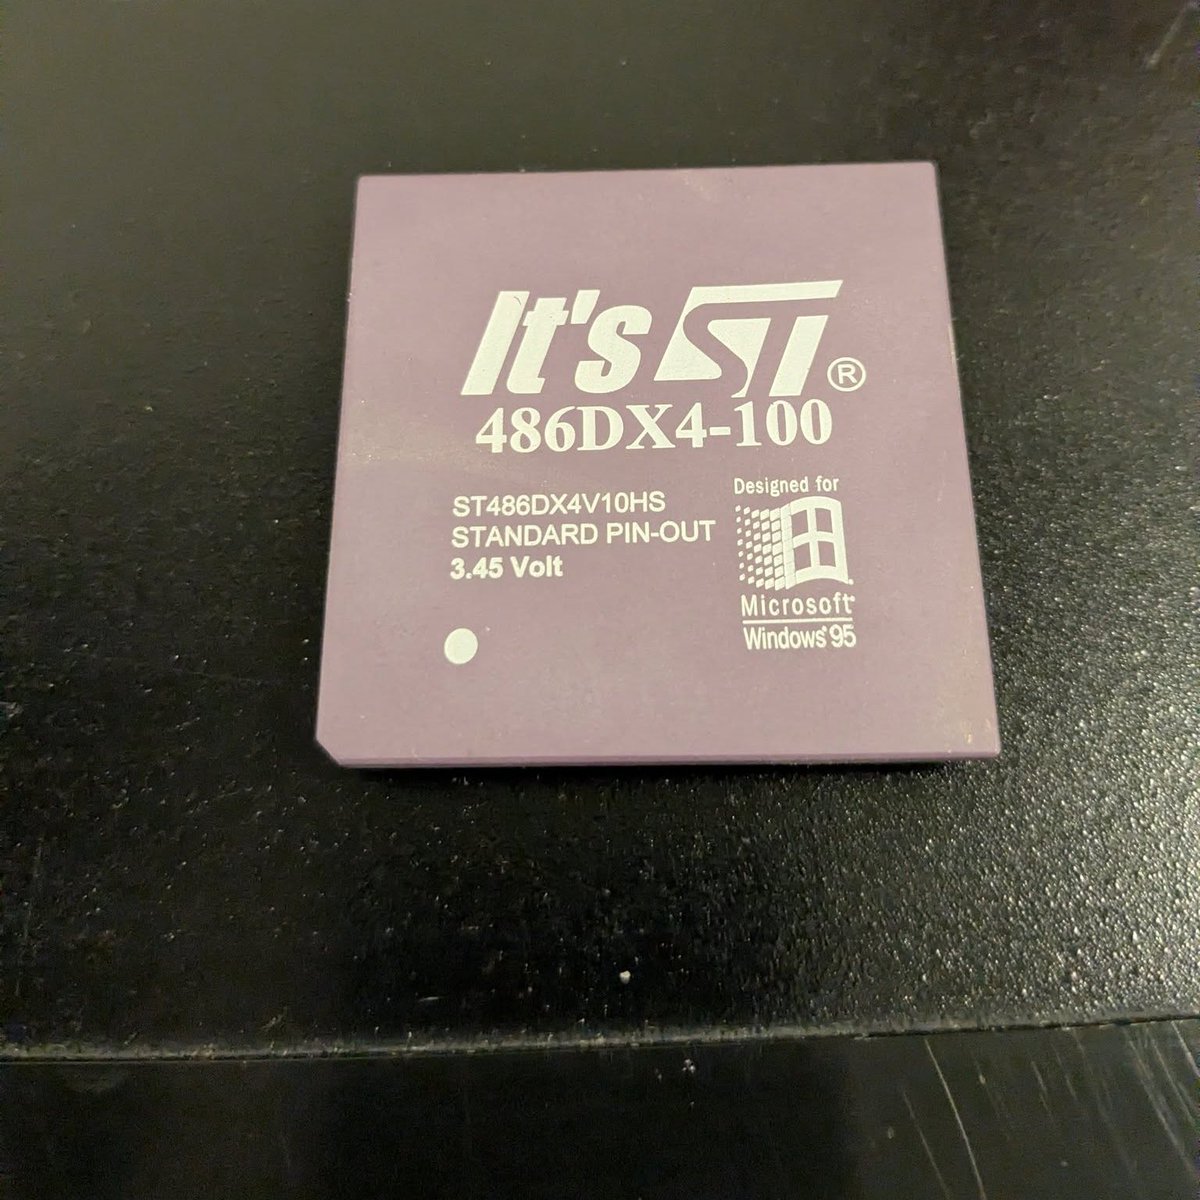 It's ST®
486DX4-100
ST486DX4V10HS
STANDARD PIN-OUT
3.45 Volt
Designed for
Microsoft®
Windows® 95